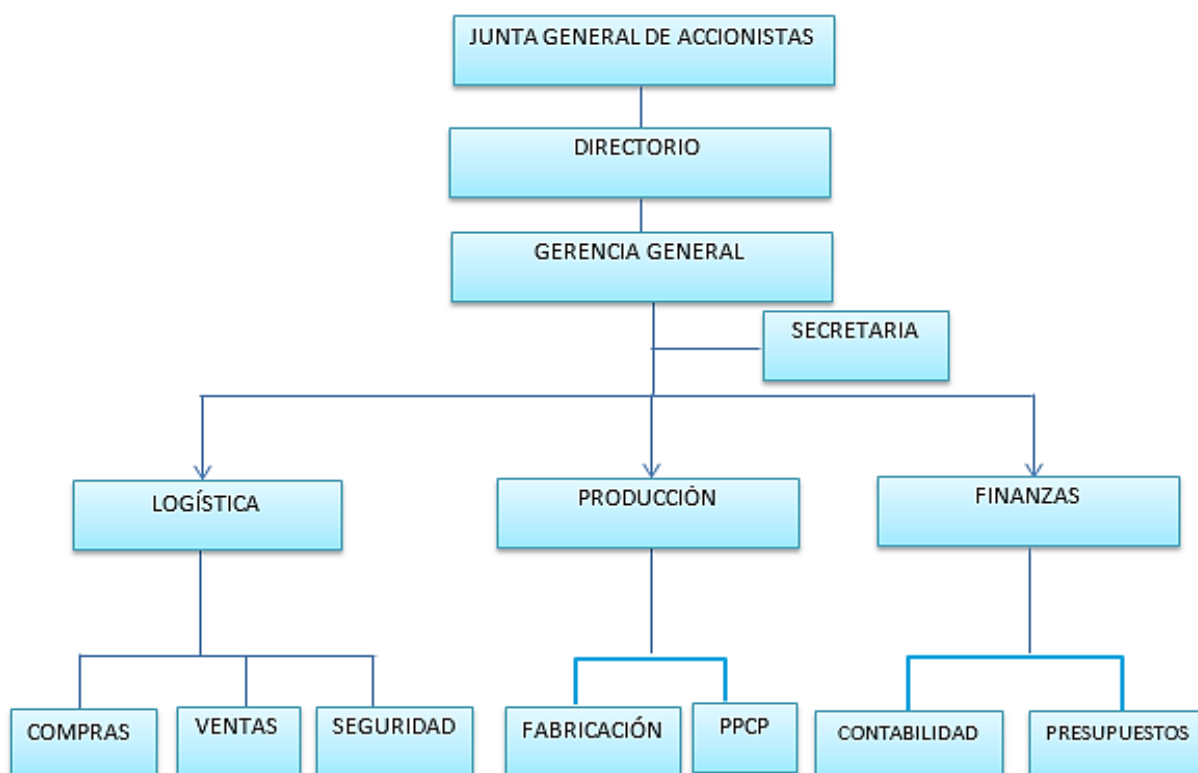 JUNTA GENERAL DE ACCIONISTAS
DIRECTORIO
GERENCIA GENERAL
SECRETARIA
LOGÍSTICA
PRODUCCIÓN
FINANZAS
COMPRAS
VENTAS
SEGURIDAD
FABRICACIÓN
PPCP
CONTABILIDAD
PRESUPUESTOS